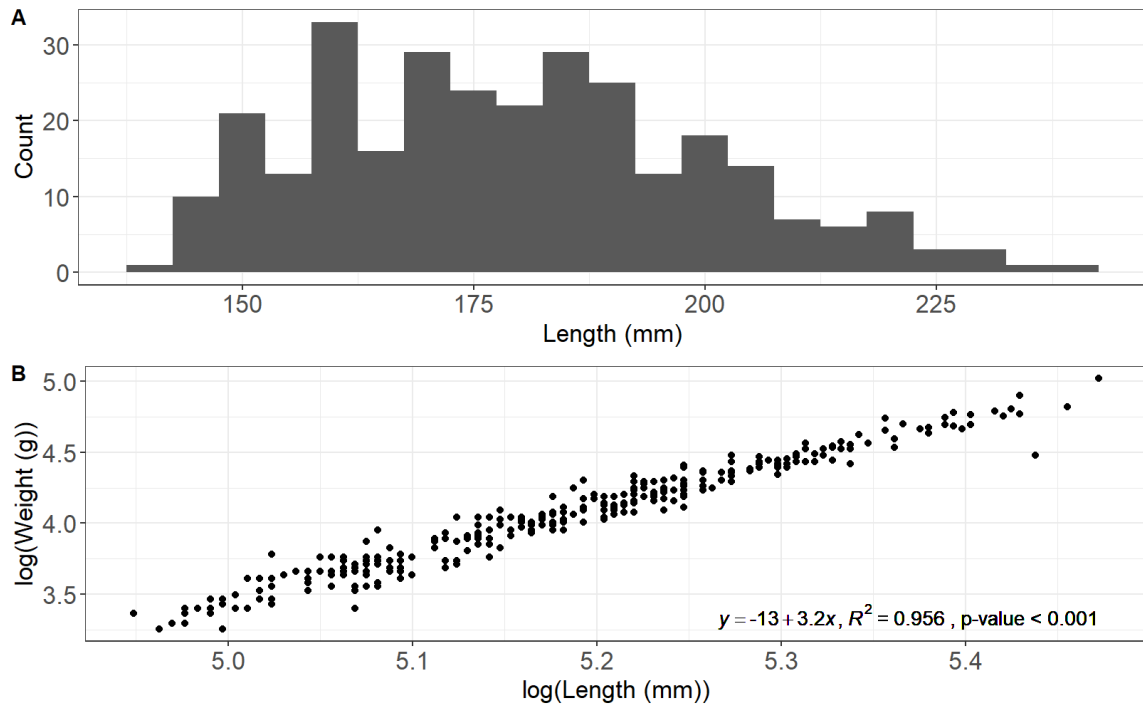 A
Count
30
20
10
0
150 175 200 225
Length (mm)
B
log(Weight (g))
5.0
4.5
4.0
3.5
y = -13 + 3.2x, R² = 0.956 , p-value < 0.001
5.0 5.1 5.2 5.3 5.4
log(Length (mm))